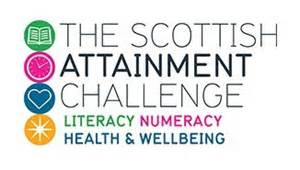 THE SCOTTISH
ATTAINMENT
CHALLENGE
LITERACY NUMERACY
HEALTH & WELLBEING